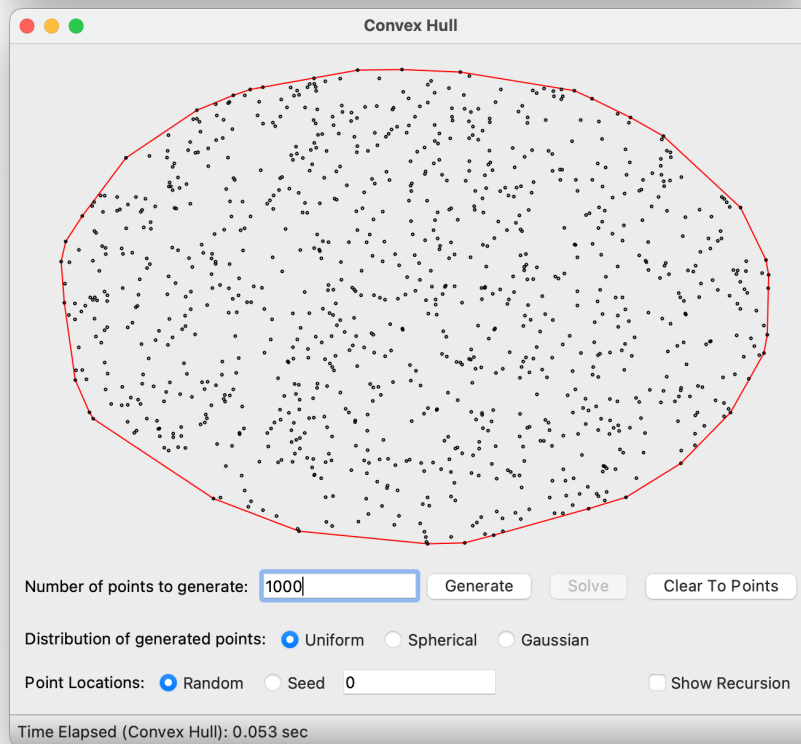 Convex Hull
Number of points to generate: 1000 Generate Solve Clear To Points
Distribution of generated points: Uniform Spherical Gaussian
Point Locations: Random Seed 0 Show Recursion
Time Elapsed (Convex Hull): 0.053 sec